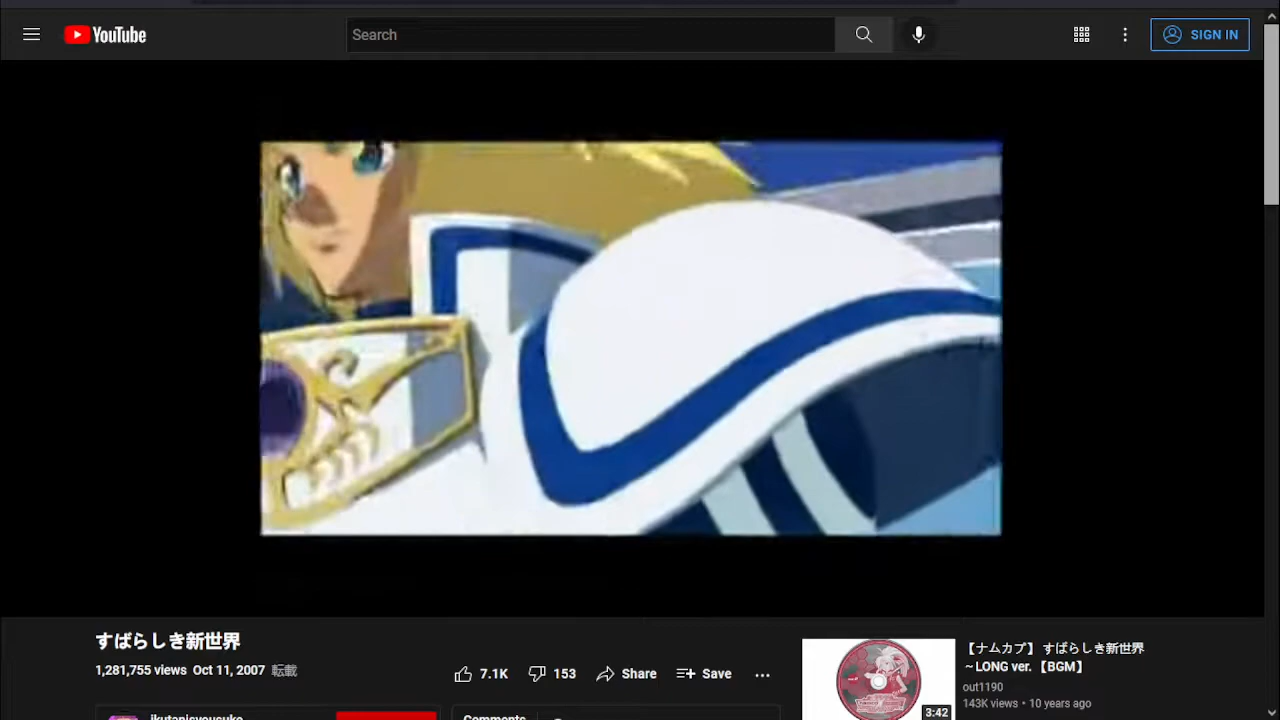 YouTube
Search
SIGN IN
すばらしき新世界
1,281,755 views Oct 11, 2007 転載
7.1K
153
Share
Save
【ナムカプ】 すばらしき新世界
～LONG ver. 【BGM】
out1190
143K views • 10 years ago
3:42
ikutanisyousuke
Comments